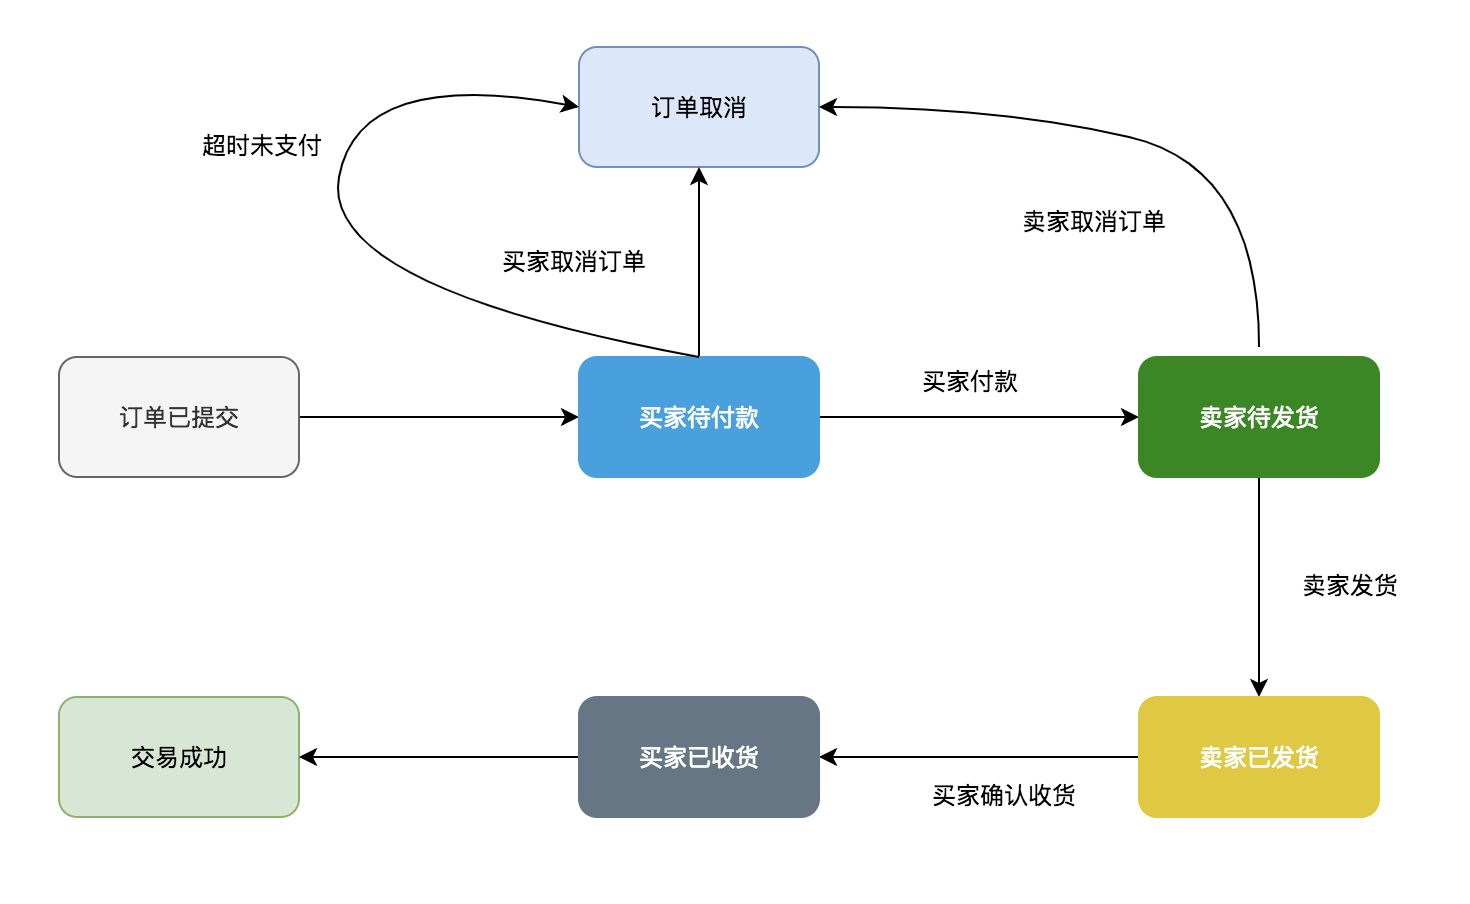 订单取消
超时未支付
卖家取消订单
买家取消订单
买家付款
订单已提交
买家待付款
卖家待发货
卖家发货
交易成功
买家已收货
卖家已发货
买家确认收货